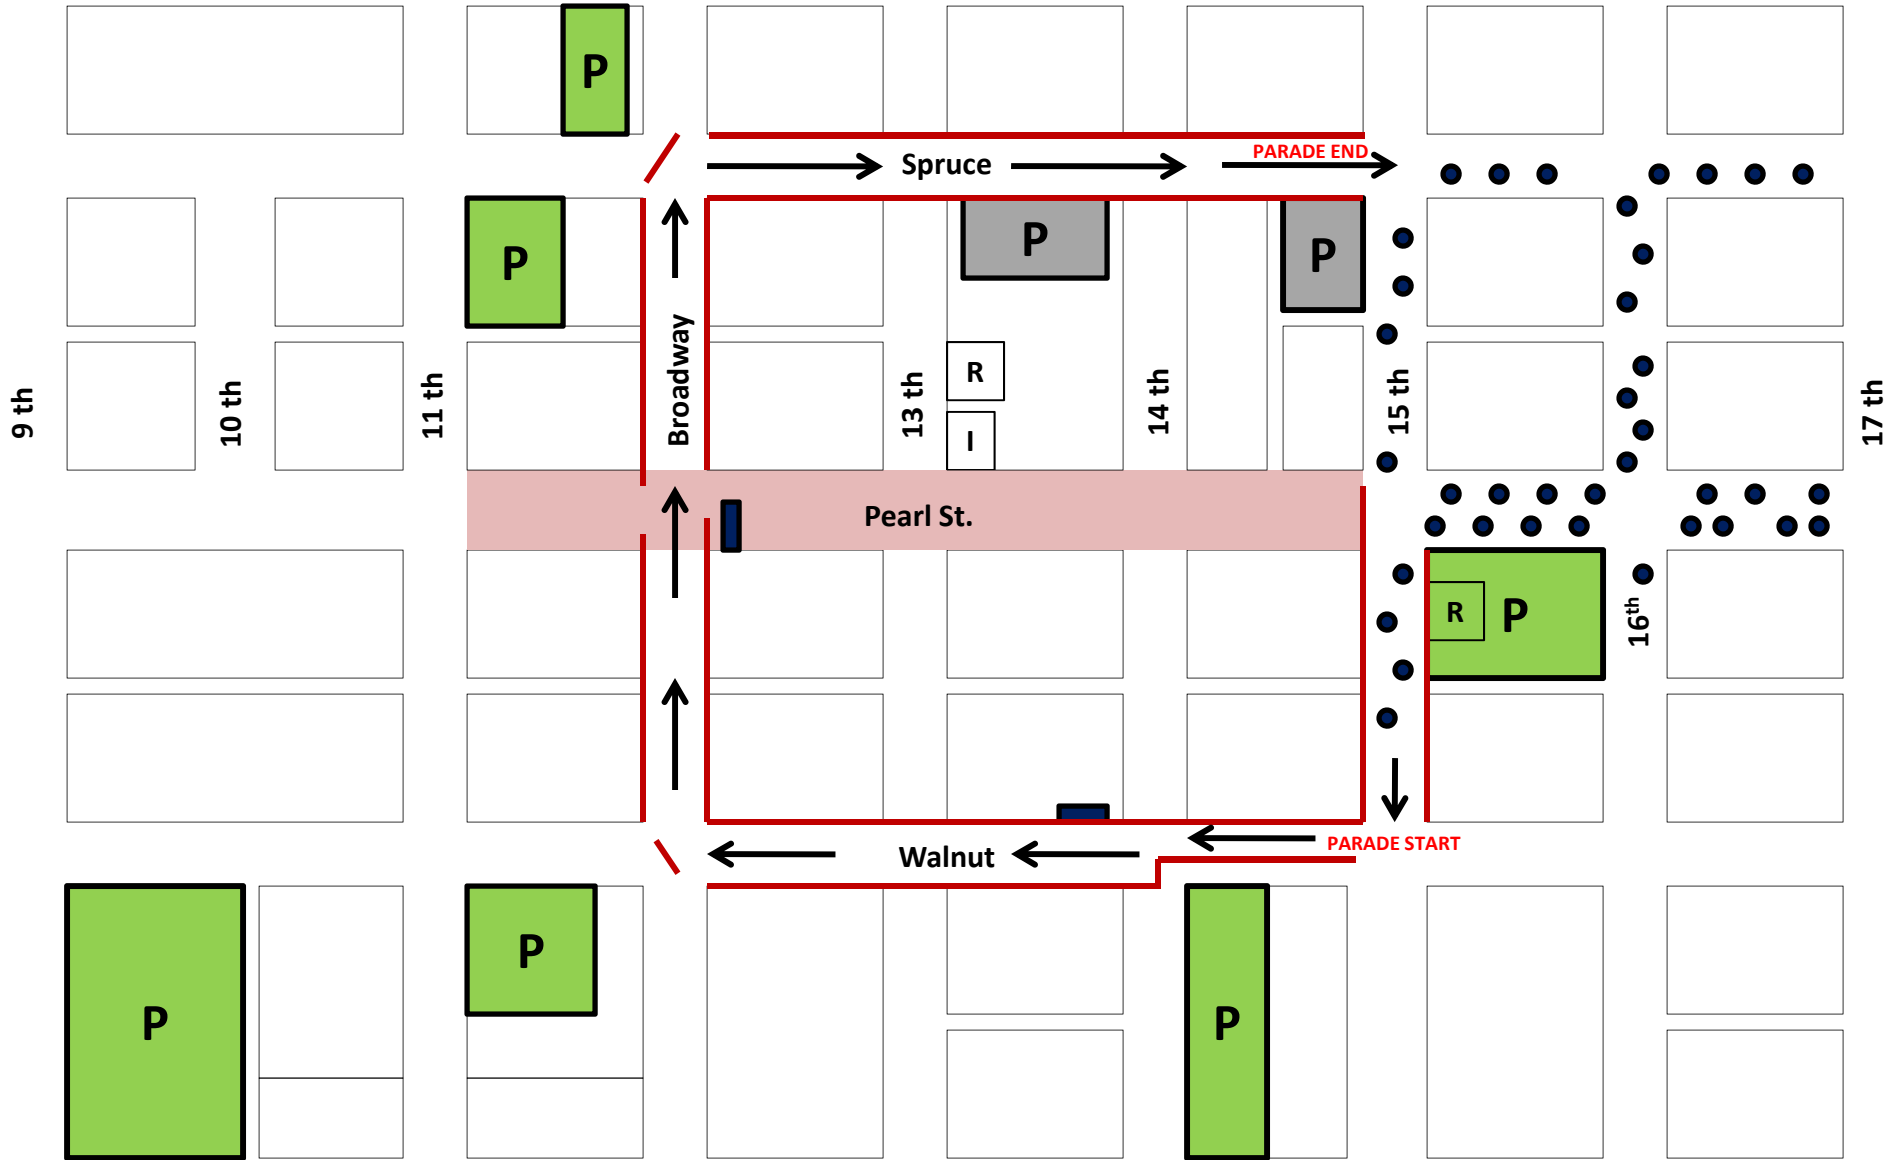 P
Spruce
PARADE END
P
P
P
Broadway
R
I
9 th
10 th
11 th
13 th
14 th
15 th
17 th
Pearl St.
R
P
16th
PARADE START
Walnut
P
P
P